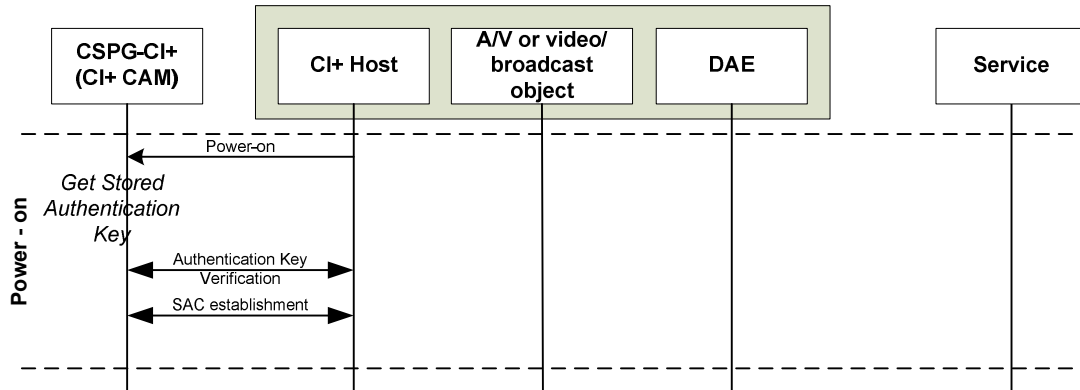 CSPG-CI+
(CI+ CAM)
CI+ Host
A/V or video/
broadcast
object
DAE
Service
Power-on
Get Stored
Authentication
Key
Authentication Key
Verification
SAC establishment
Power - on